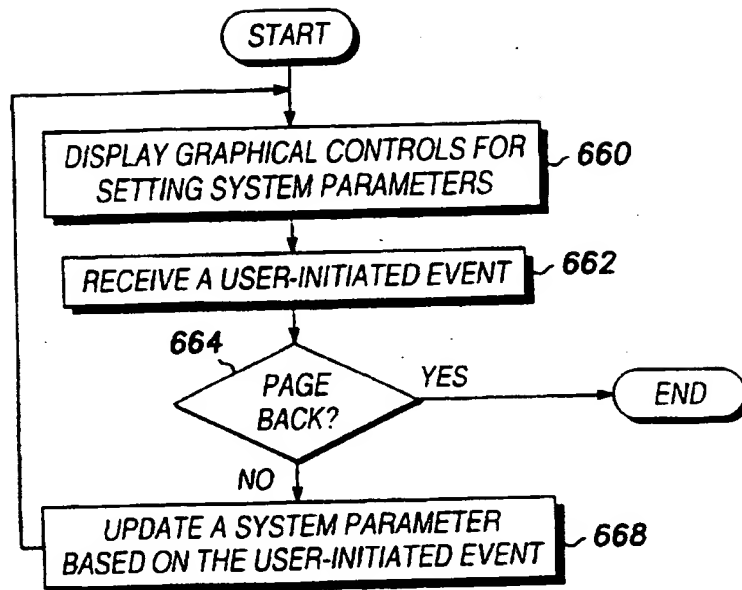 START
DISPLAY GRAPHICAL CONTROLS FOR
SETTING SYSTEM PARAMETERS
660
RECEIVE A USER-INITIATED EVENT
662
664
PAGE
BACK?
YES
END
NO
UPDATE A SYSTEM PARAMETER
BASED ON THE USER-INITIATED EVENT
668